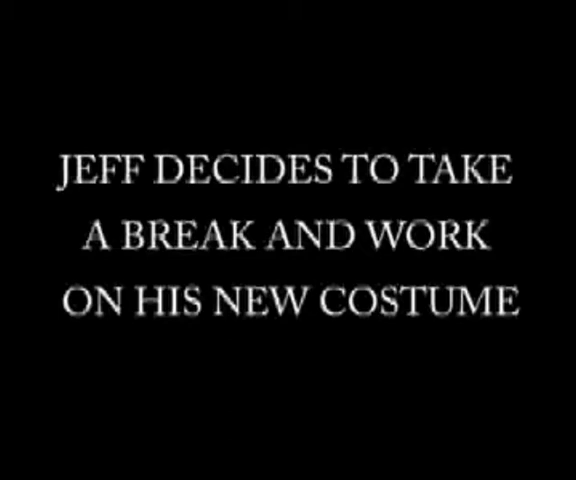 JEFF DECIDES TO TAKE
A BREAK AND WORK
ON HIS NEW COSTUME